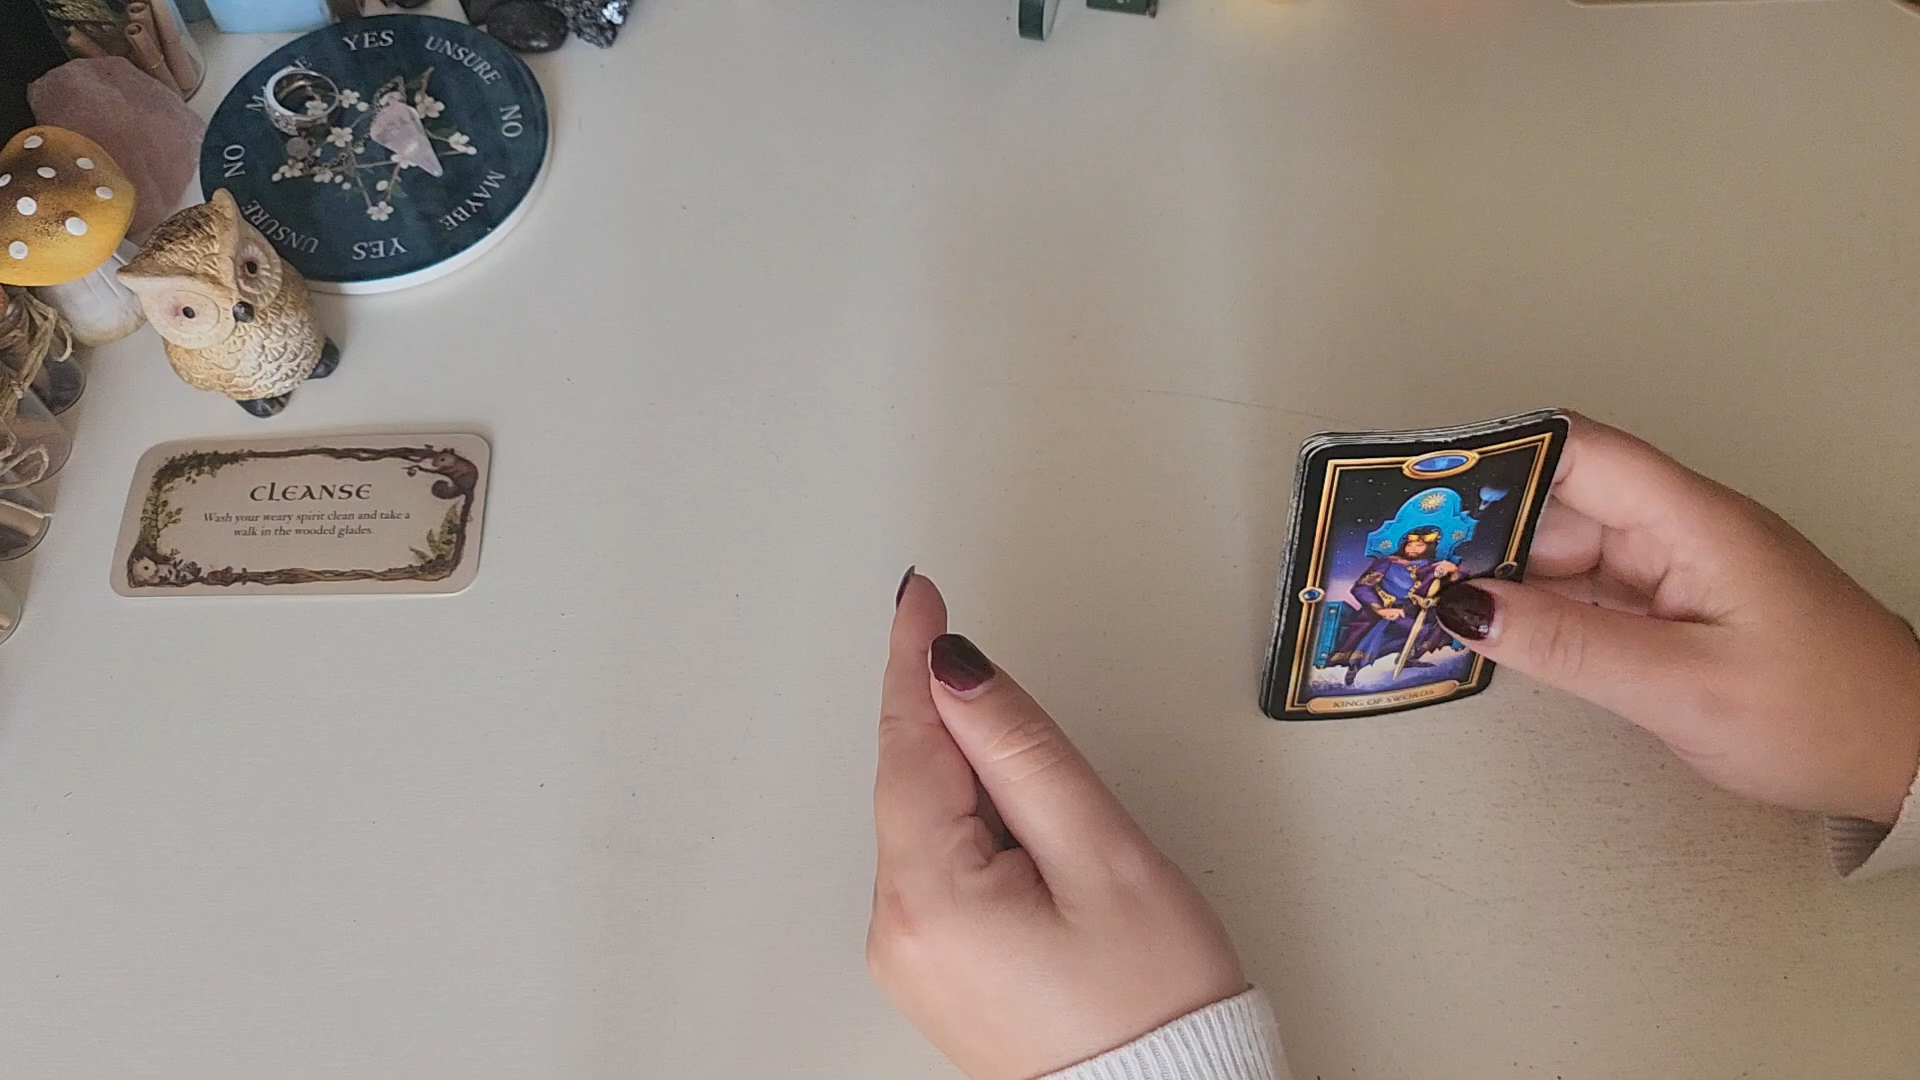 YES
UNSURE
NO
MAYBE
YES
UNSURE
NO
CLEANSE
Wash your weary spirit clean and take a
walk in the wooded glades.
KING OF SWORDS